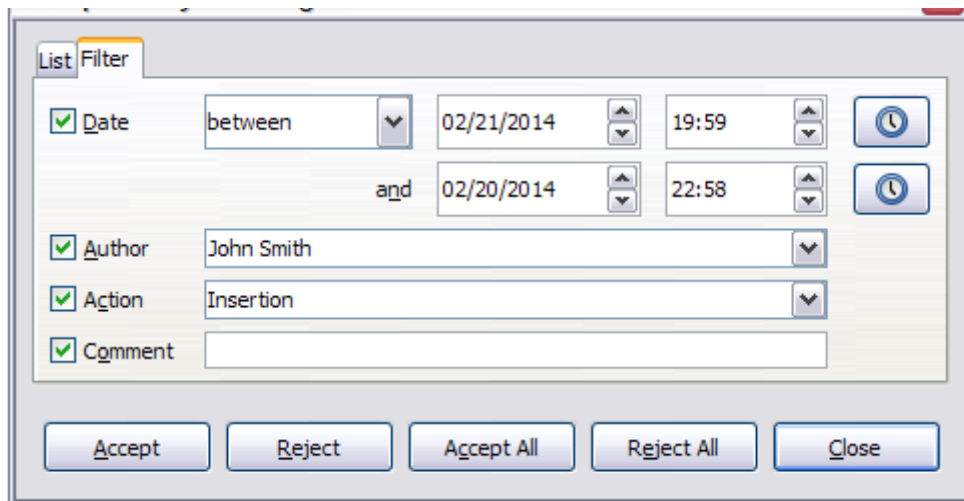 List Filter
Date between 02/21/2014 19:59
and 02/20/2014 22:58
Author John Smith
Action Insertion
Comment
Accept Reject Accept All Reject All Close